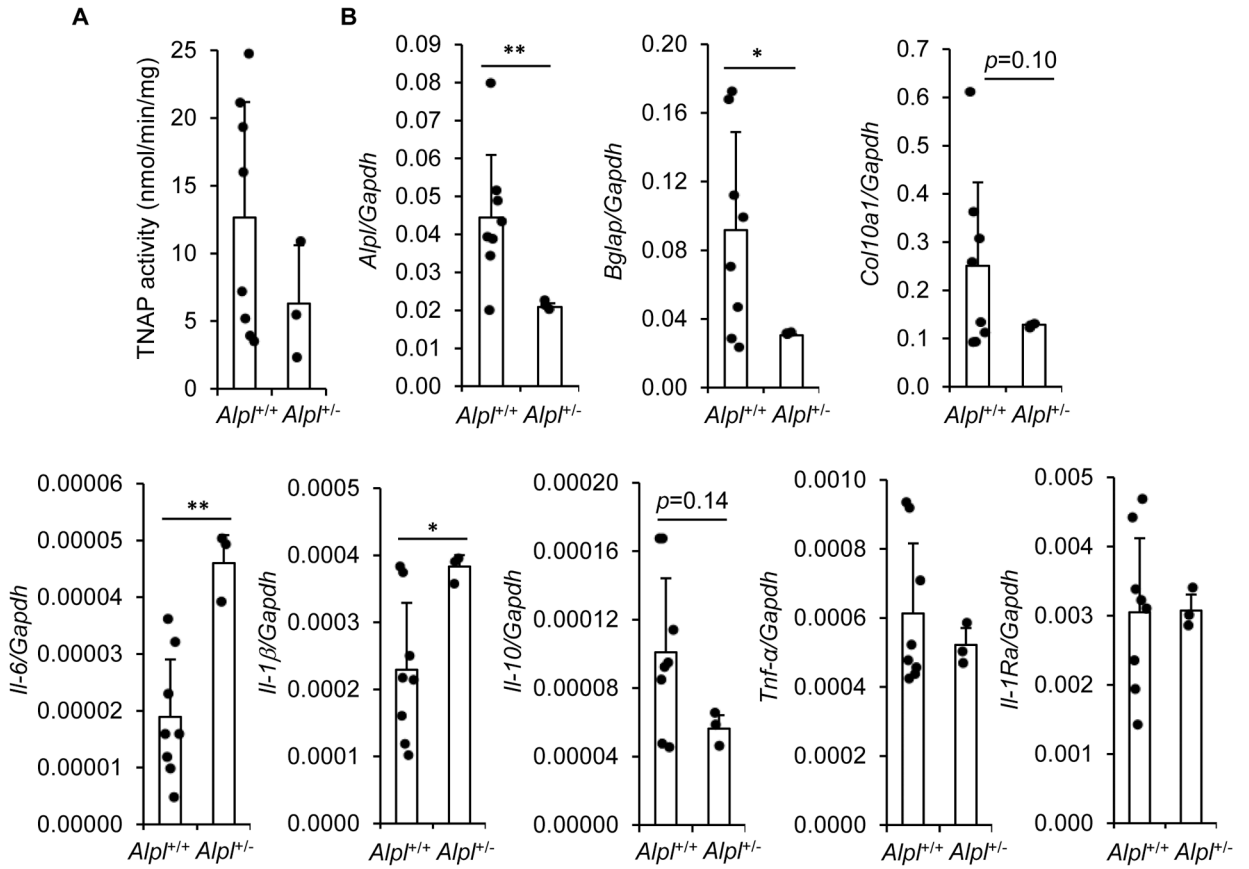 A
B
TNAP activity (nmol/min/mg)
25
20
15
10
5
0
Alpl+/+ Alpl+/-
Alpl/Gapdh
0.09
0.08
0.07
0.06
0.05
0.04
0.03
0.02
0.01
0.00
**
Alpl+/+ Alpl+/-
Bglap/Gapdh
0.20
0.16
0.12
0.08
0.04
0.00
*
Alpl+/+ Alpl+/-
Col10a1/Gapdh
0.7
0.6
0.5
0.4
0.3
0.2
0.1
0.0
p=0.10
Alpl+/+ Alpl+/-
Il-6/Gapdh
0.00006
0.00005
0.00004
0.00003
0.00002
0.00001
0.00000
**
Alpl+/+ Alpl+/-
Il-1β/Gapdh
0.0005
0.0004
0.0003
0.0002
0.0001
0.0000
*
Alpl+/+ Alpl+/-
Il-10/Gapdh
0.00020
0.00016
0.00012
0.00008
0.00004
0.00000
p=0.14
Alpl+/+ Alpl+/-
Tnf-α/Gapdh
0.0010
0.0008
0.0006
0.0004
0.0002
0.0000
Alpl+/+ Alpl+/-
Il-1Ra/Gapdh
0.005
0.004
0.003
0.002
0.001
0.000
Alpl+/+ Alpl+/-